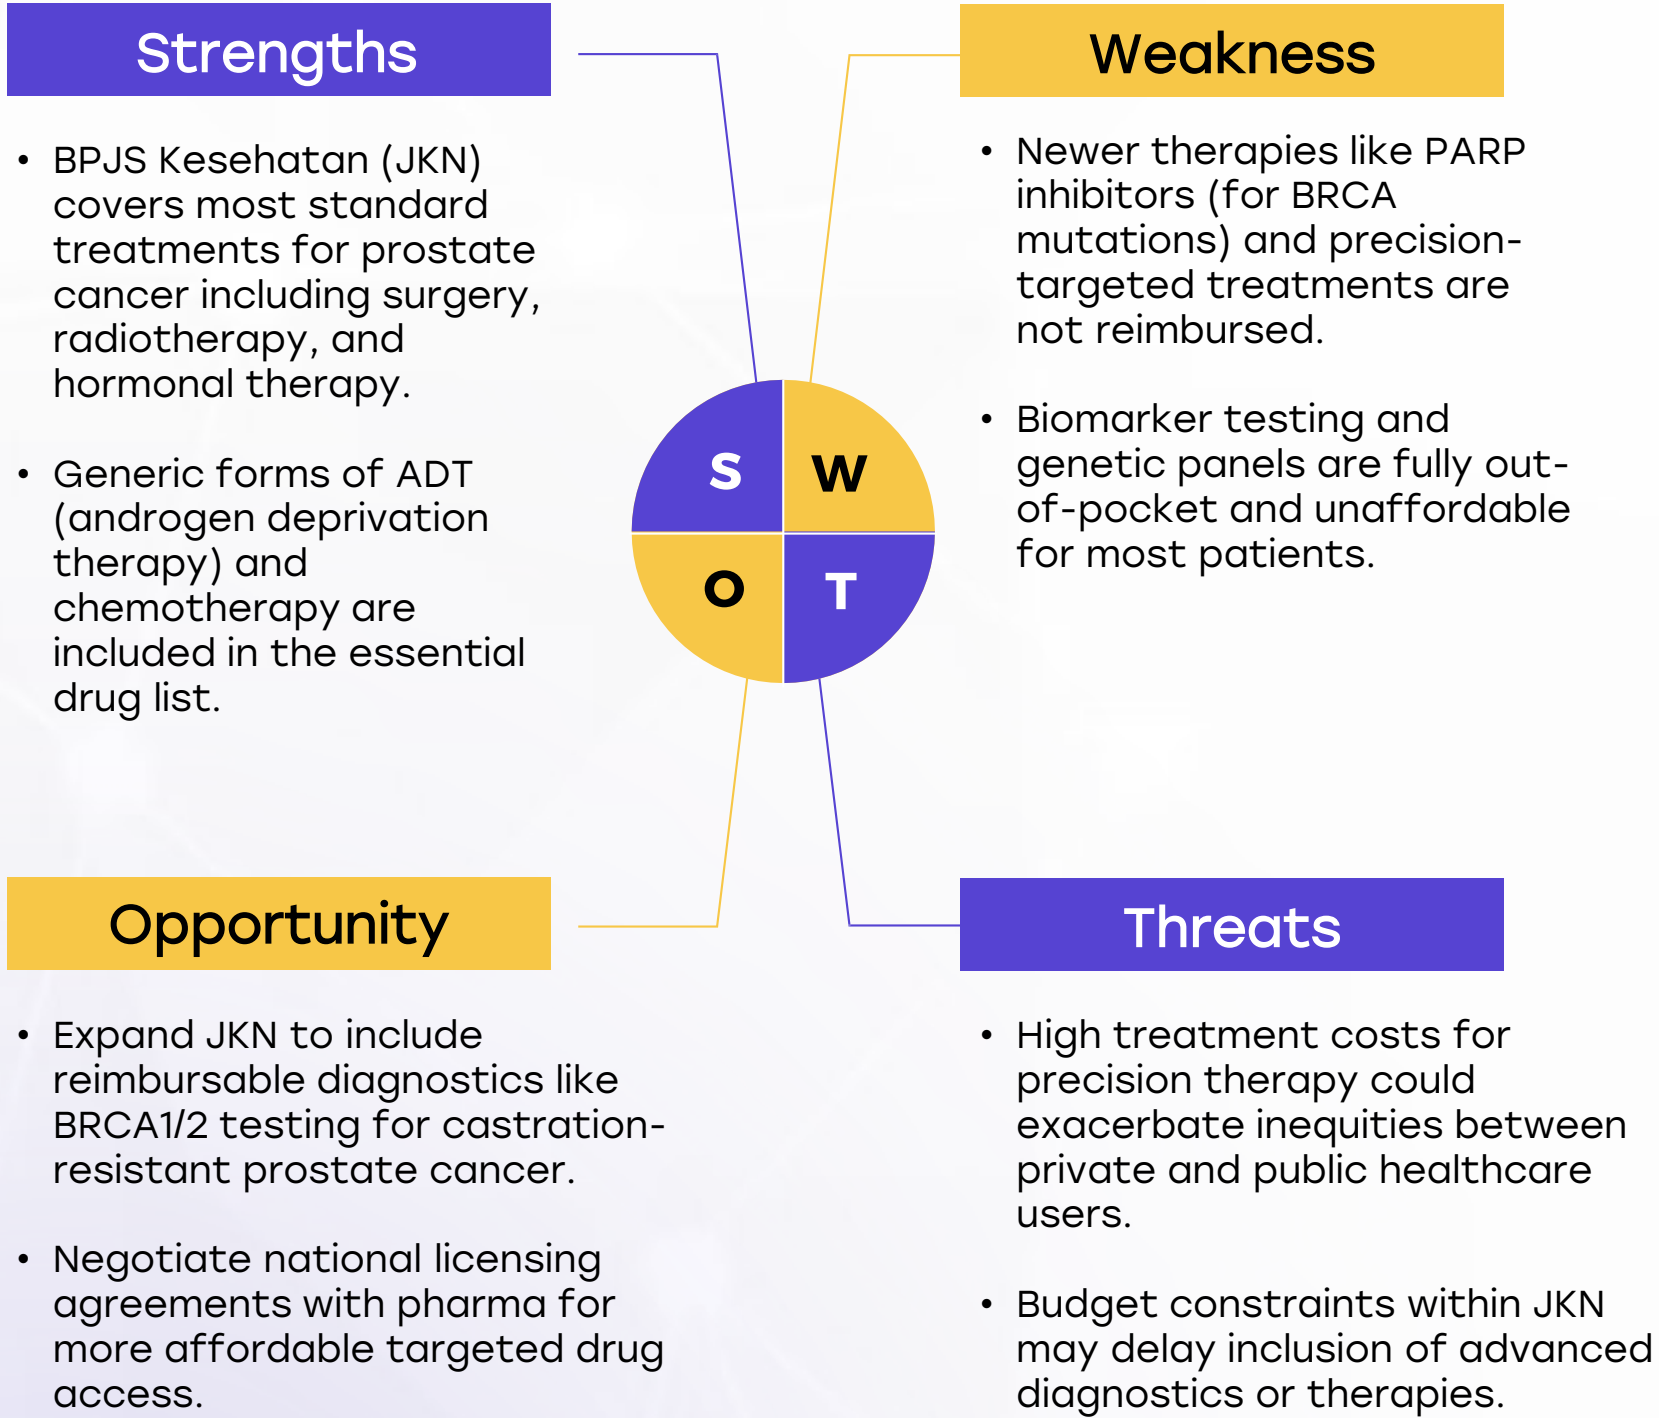 Strengths
• BPJS Kesehatan (JKN)
covers most standard
treatments for prostate
cancer including surgery,
radiotherapy, and
hormonal therapy.
• Generic forms of ADT
(androgen deprivation
therapy) and
chemotherapy are
included in the essential
drug list.
Weakness
• Newer therapies like PARP
inhibitors (for BRCA
mutations) and precision-
targeted treatments are
not reimbursed.
• Biomarker testing and
genetic panels are fully out-
of-pocket and unaffordable
for most patients.
S
W
O
T
Opportunity
• Expand JKN to include
reimbursable diagnostics like
BRCA1/2 testing for castration-
resistant prostate cancer.
• Negotiate national licensing
agreements with pharma for
more affordable targeted drug
access.
Threats
• High treatment costs for
precision therapy could
exacerbate inequities between
private and public healthcare
users.
• Budget constraints within JKN
may delay inclusion of advanced
diagnostics or therapies.